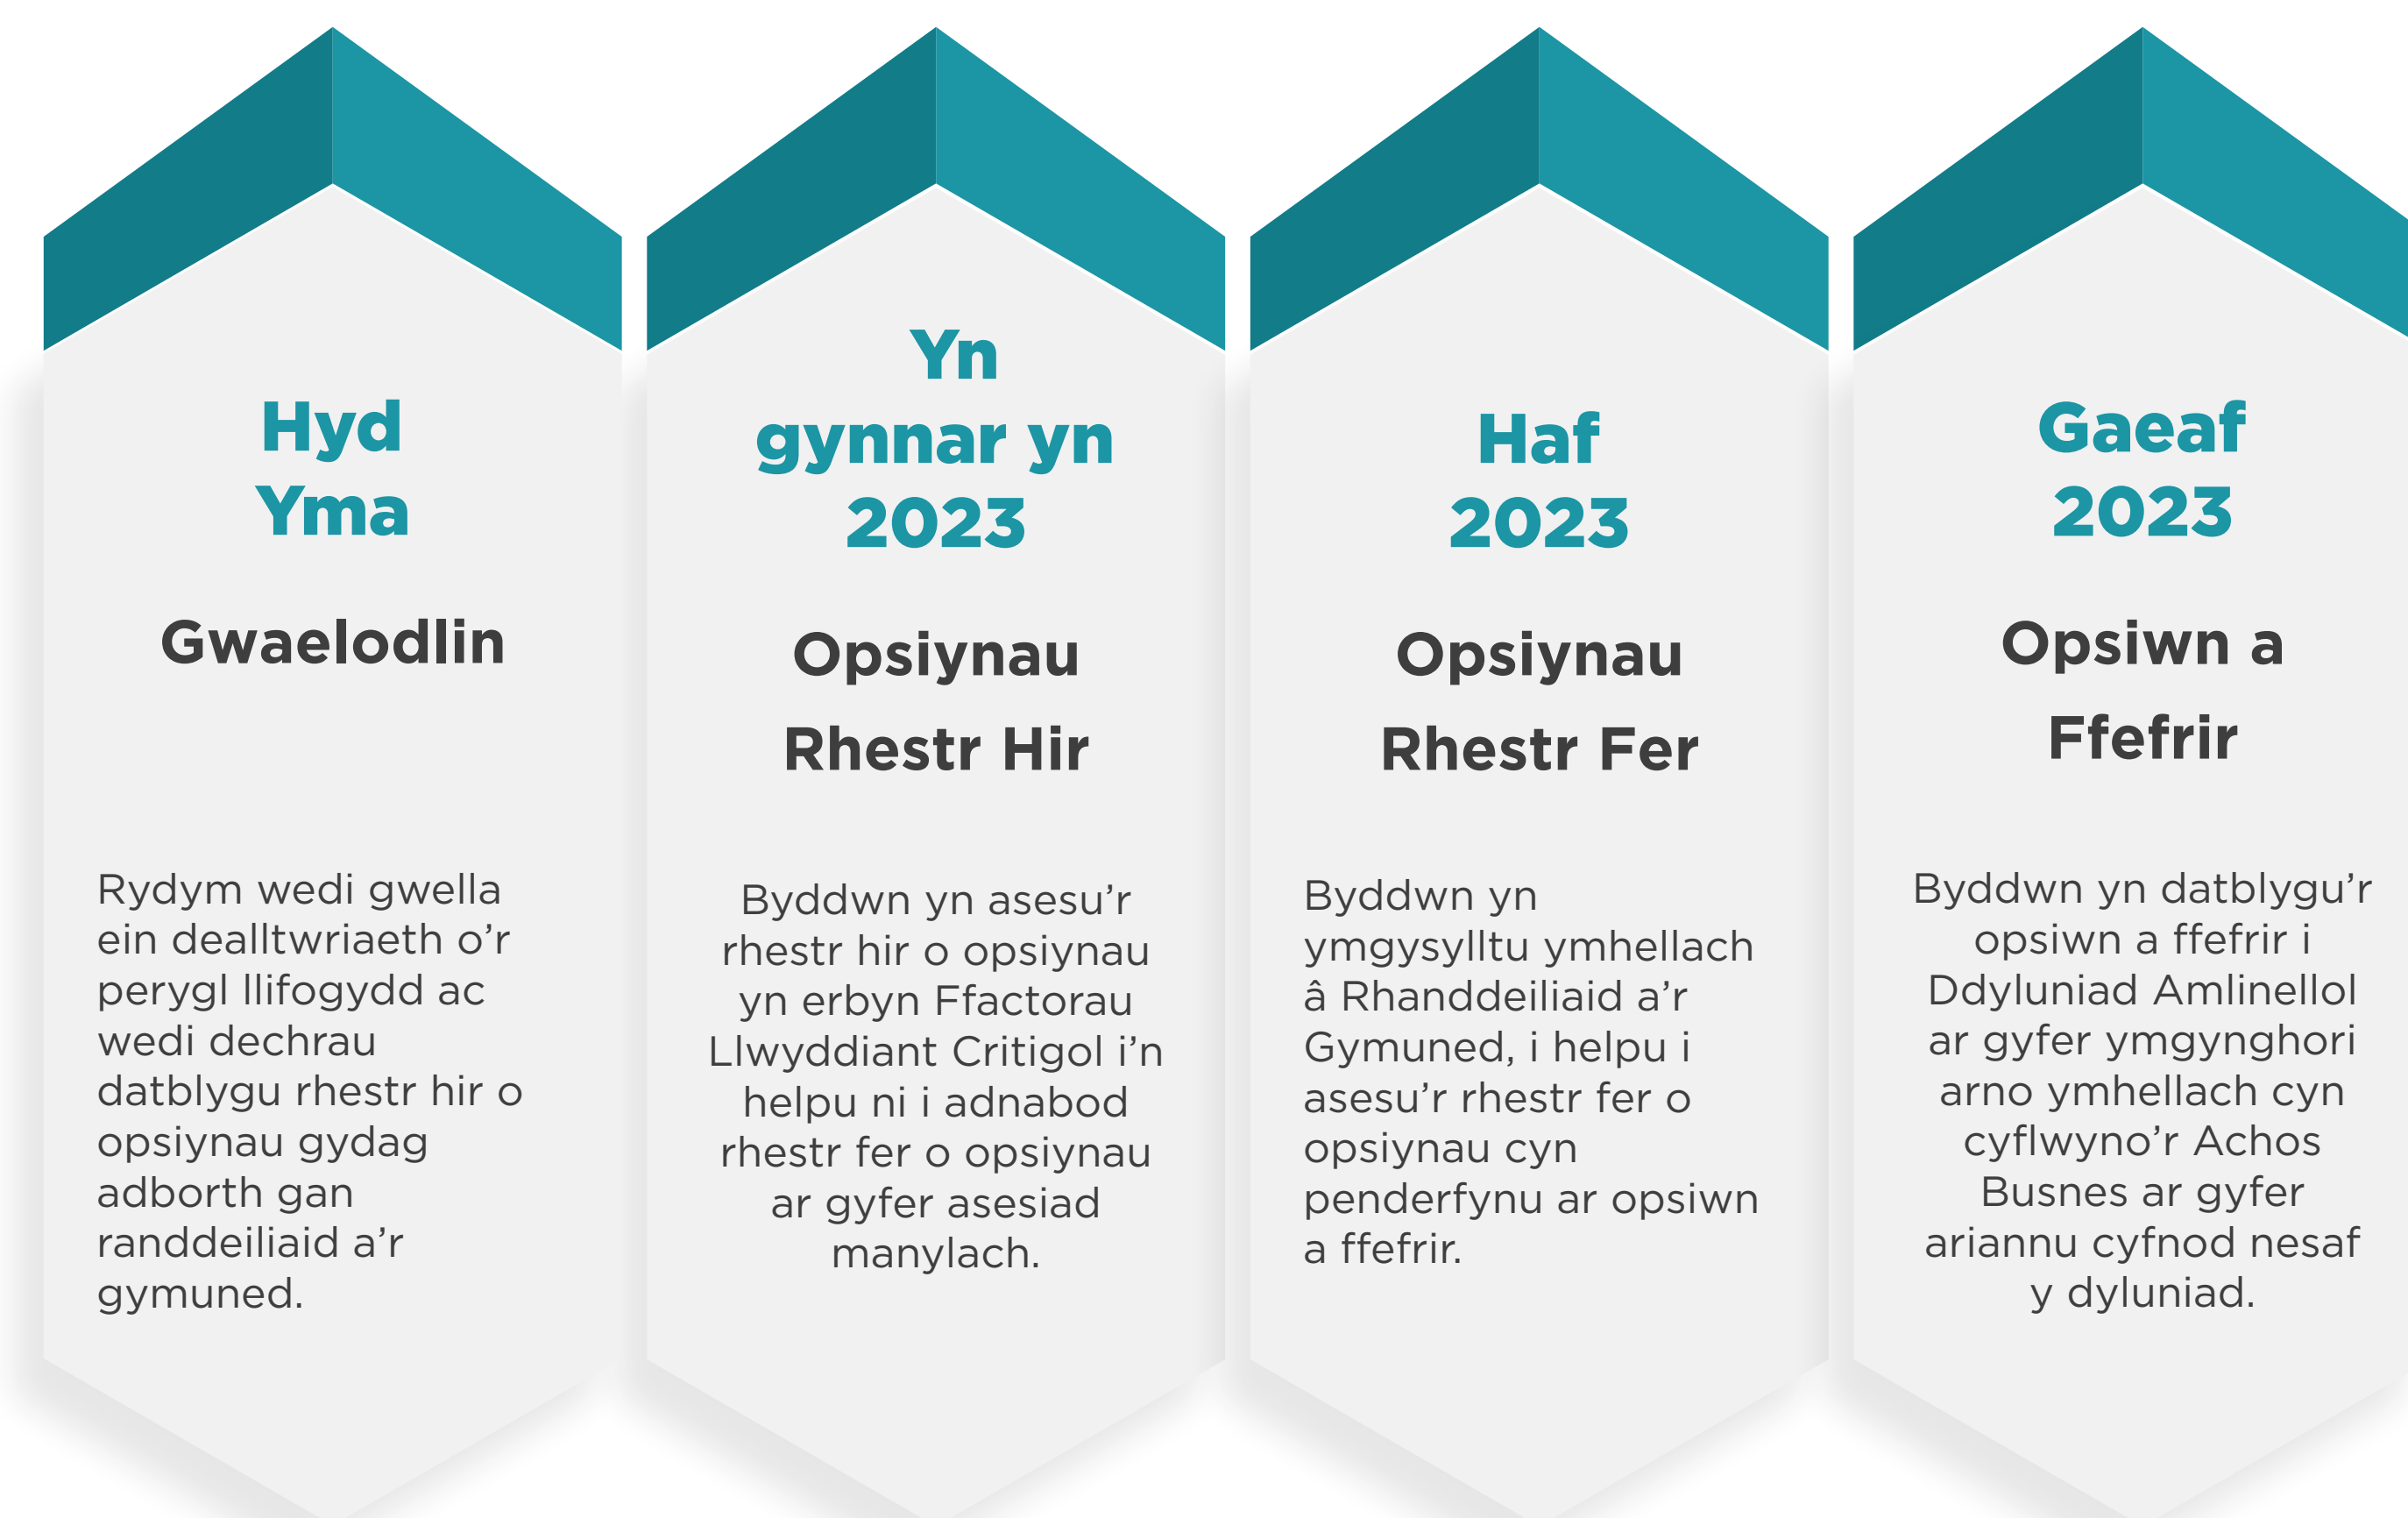 Hyd
Yma
Gwaelodlin
Rydym wedi gwella
ein dealltwriaeth o’r
perygl llifogydd ac
wedi dechrau
datblygu rhestr hir o
opsiynau gydag
adborth gan
randdeiliaid a’r
gymuned.
Yn
gynnar yn
2023
Opsiynau
Rhestr Hir
Byddwn yn asesu’r
rhestr hir o opsiynau
yn erbyn Ffactorau
Llwyddiant Critigol i’n
helpu ni i adnabod
rhestr fer o opsiynau
ar gyfer asesiad
manylach.
Haf
2023
Opsiynau
Rhestr Fer
Byddwn yn
ymgysylltu ymhellach
â Rhanddeiliaid a’r
Gymuned, i helpu i
asesu’r rhestr fer o
opsiynau cyn
penderfynu ar opsiwn
a ffefrir.
Gaeaf
2023
Opsiwn a
Ffefrir
Byddwn yn datblygu’r
opsiwn a ffefrir i
Ddyluniad Amlinellol
ar gyfer ymgynghori
arno ymhellach cyn
cyflwyno’r Achos
Busnes ar gyfer
ariannu cyfnod nesaf
y dyluniad.